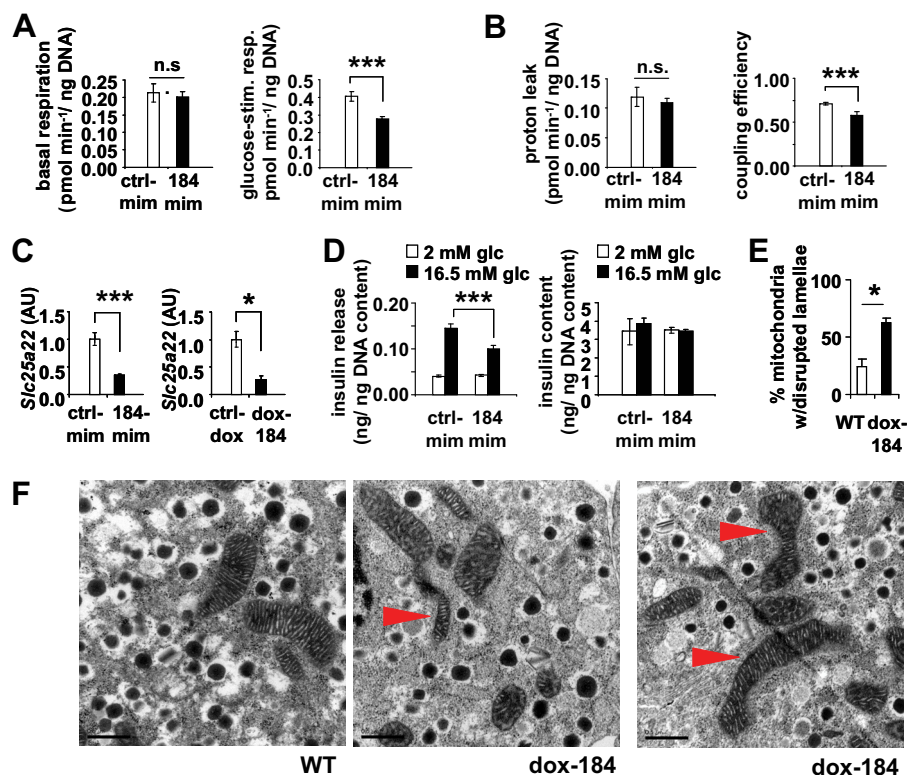 A
basal respiration
(pmol min⁻¹/ ng DNA)
0.25
0.20
0.15
0.10
0.05
0.00
n.s
ctrl- 184
mim mim
glucose-stim. resp.
pmol min⁻¹/ ng DNA)
0.5
0.4
0.3
0.2
0.1
0
***
ctrl- 184
mim mim
B
proton leak
(pmol min⁻¹/ ng DNA)
0.15
0.10
0.05
0.00
n.s.
ctrl- 184
mim mim
coupling efficiency
1.00
0.50
0.00
***
ctrl- 184
mim mim
C
Slc25a22 (AU)
1.5
1.0
0.5
0.0
***
ctrl- 184-
mim mim
Slc25a22 (AU)
1.5
1.0
0.5
0.0
*
ctrl- dox-
dox 184
D
2 mM glc
16.5 mM glc
insulin release
(ng/ ng DNA content)
0.20
0.10
0.00
***
ctrl- 184
mim mim
2 mM glc
16.5 mM glc
insulin content
(ng/ ng DNA content)
5
4
3
2
1
0
ctrl- 184
mim mim
E
% mitochondria
w/disrupted lamellae
100
50
0
*
WT dox-
184
F
WT
dox-184
dox-184